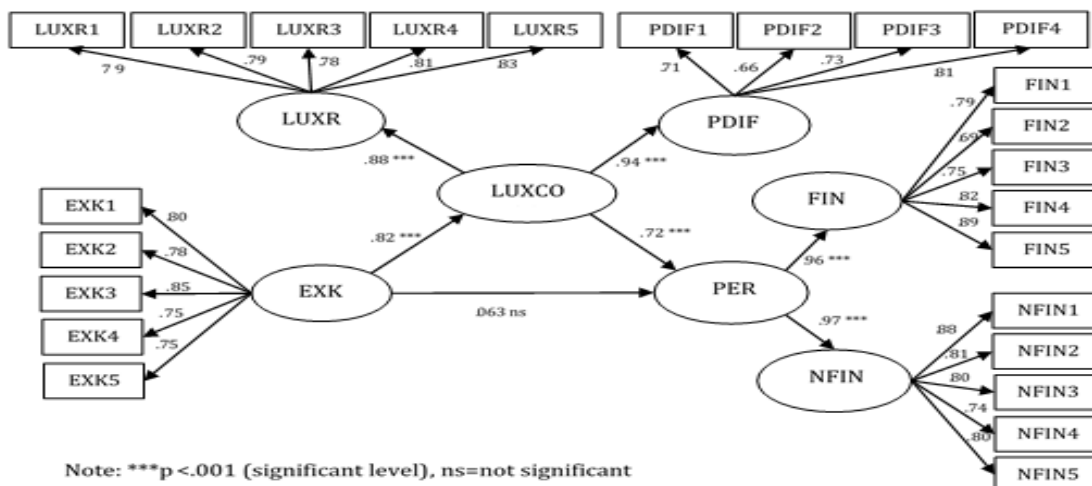 LUXR1 LUXR2 LUXR3 LUXR4 LUXR5 PDIF1 PDIF2 PDIF3 PDIF4
7 9 .79 .78 .81 .83 .71 .66 .73 .81
LUXR PDIF
FIN1
FIN2
FIN3
FIN4
FIN5
.79
.69
.75
.82
.89
FIN
.88 *** .94 ***
LUXCO
EXK1
EXK2
EXK3
EXK4
EXK5
.80
.78
.85
.75
.75
.82 *** .72 ***
EXK PER
.96 ***
.063 ns
.97 ***
NFIN
NFIN1
NFIN2
NFIN3
NFIN4
NFIN5
.88
.81
.80
.74
.80
Note: ***p <.001 (significant level), ns=not significant